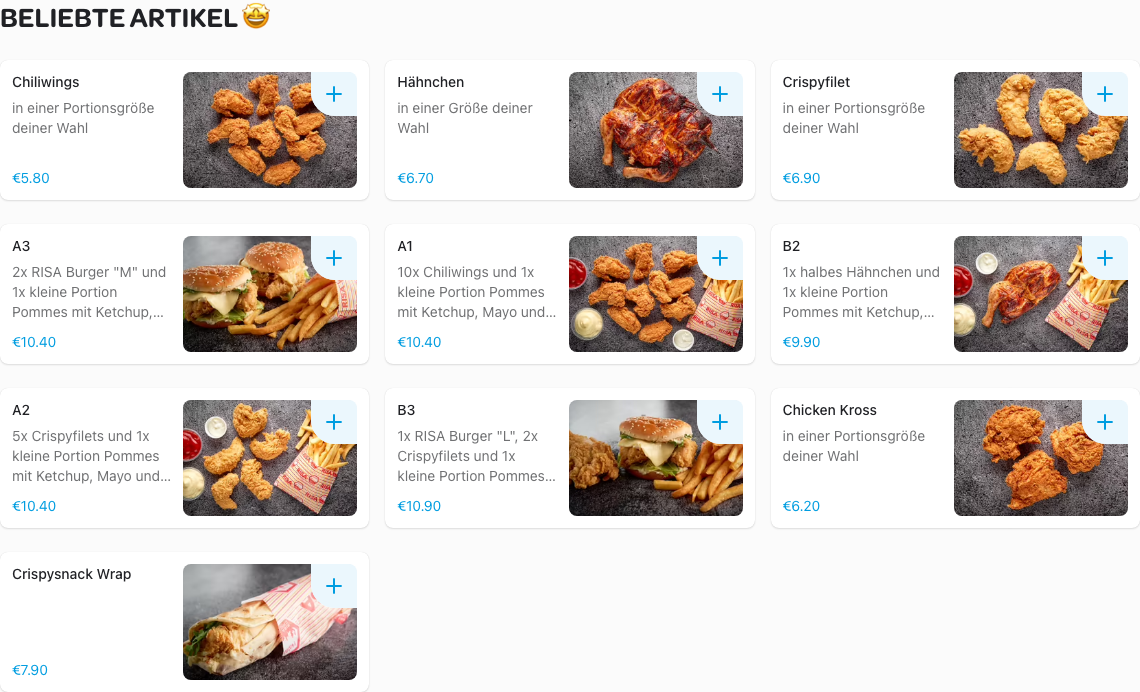 BELIEBTE ARTIKEL
Chiliwings
in einer Portionsgröße
deiner Wahl
€5.80
Hähnchen
in einer Größe deiner
Wahl
€6.70
Crispyfilet
in einer Portionsgröße
deiner Wahl
€6.90
A3
2x RISA Burger "M" und
1x kleine Portion
Pommes mit Ketchup,...
€10.40
A1
10x Chiliwings und 1x
kleine Portion Pommes
mit Ketchup, Mayo und...
€10.40
B2
1x halbes Hähnchen und
1x kleine Portion
Pommes mit Ketchup,...
€9.90
A2
5x Crispyfilets und 1x
kleine Portion Pommes
mit Ketchup, Mayo und...
€10.40
B3
1x RISA Burger "L", 2x
Crispyfilets und 1x
kleine Portion Pommes...
€10.90
Chicken Kross
in einer Portionsgröße
deiner Wahl
€6.20
Crispysnack Wrap
€7.90